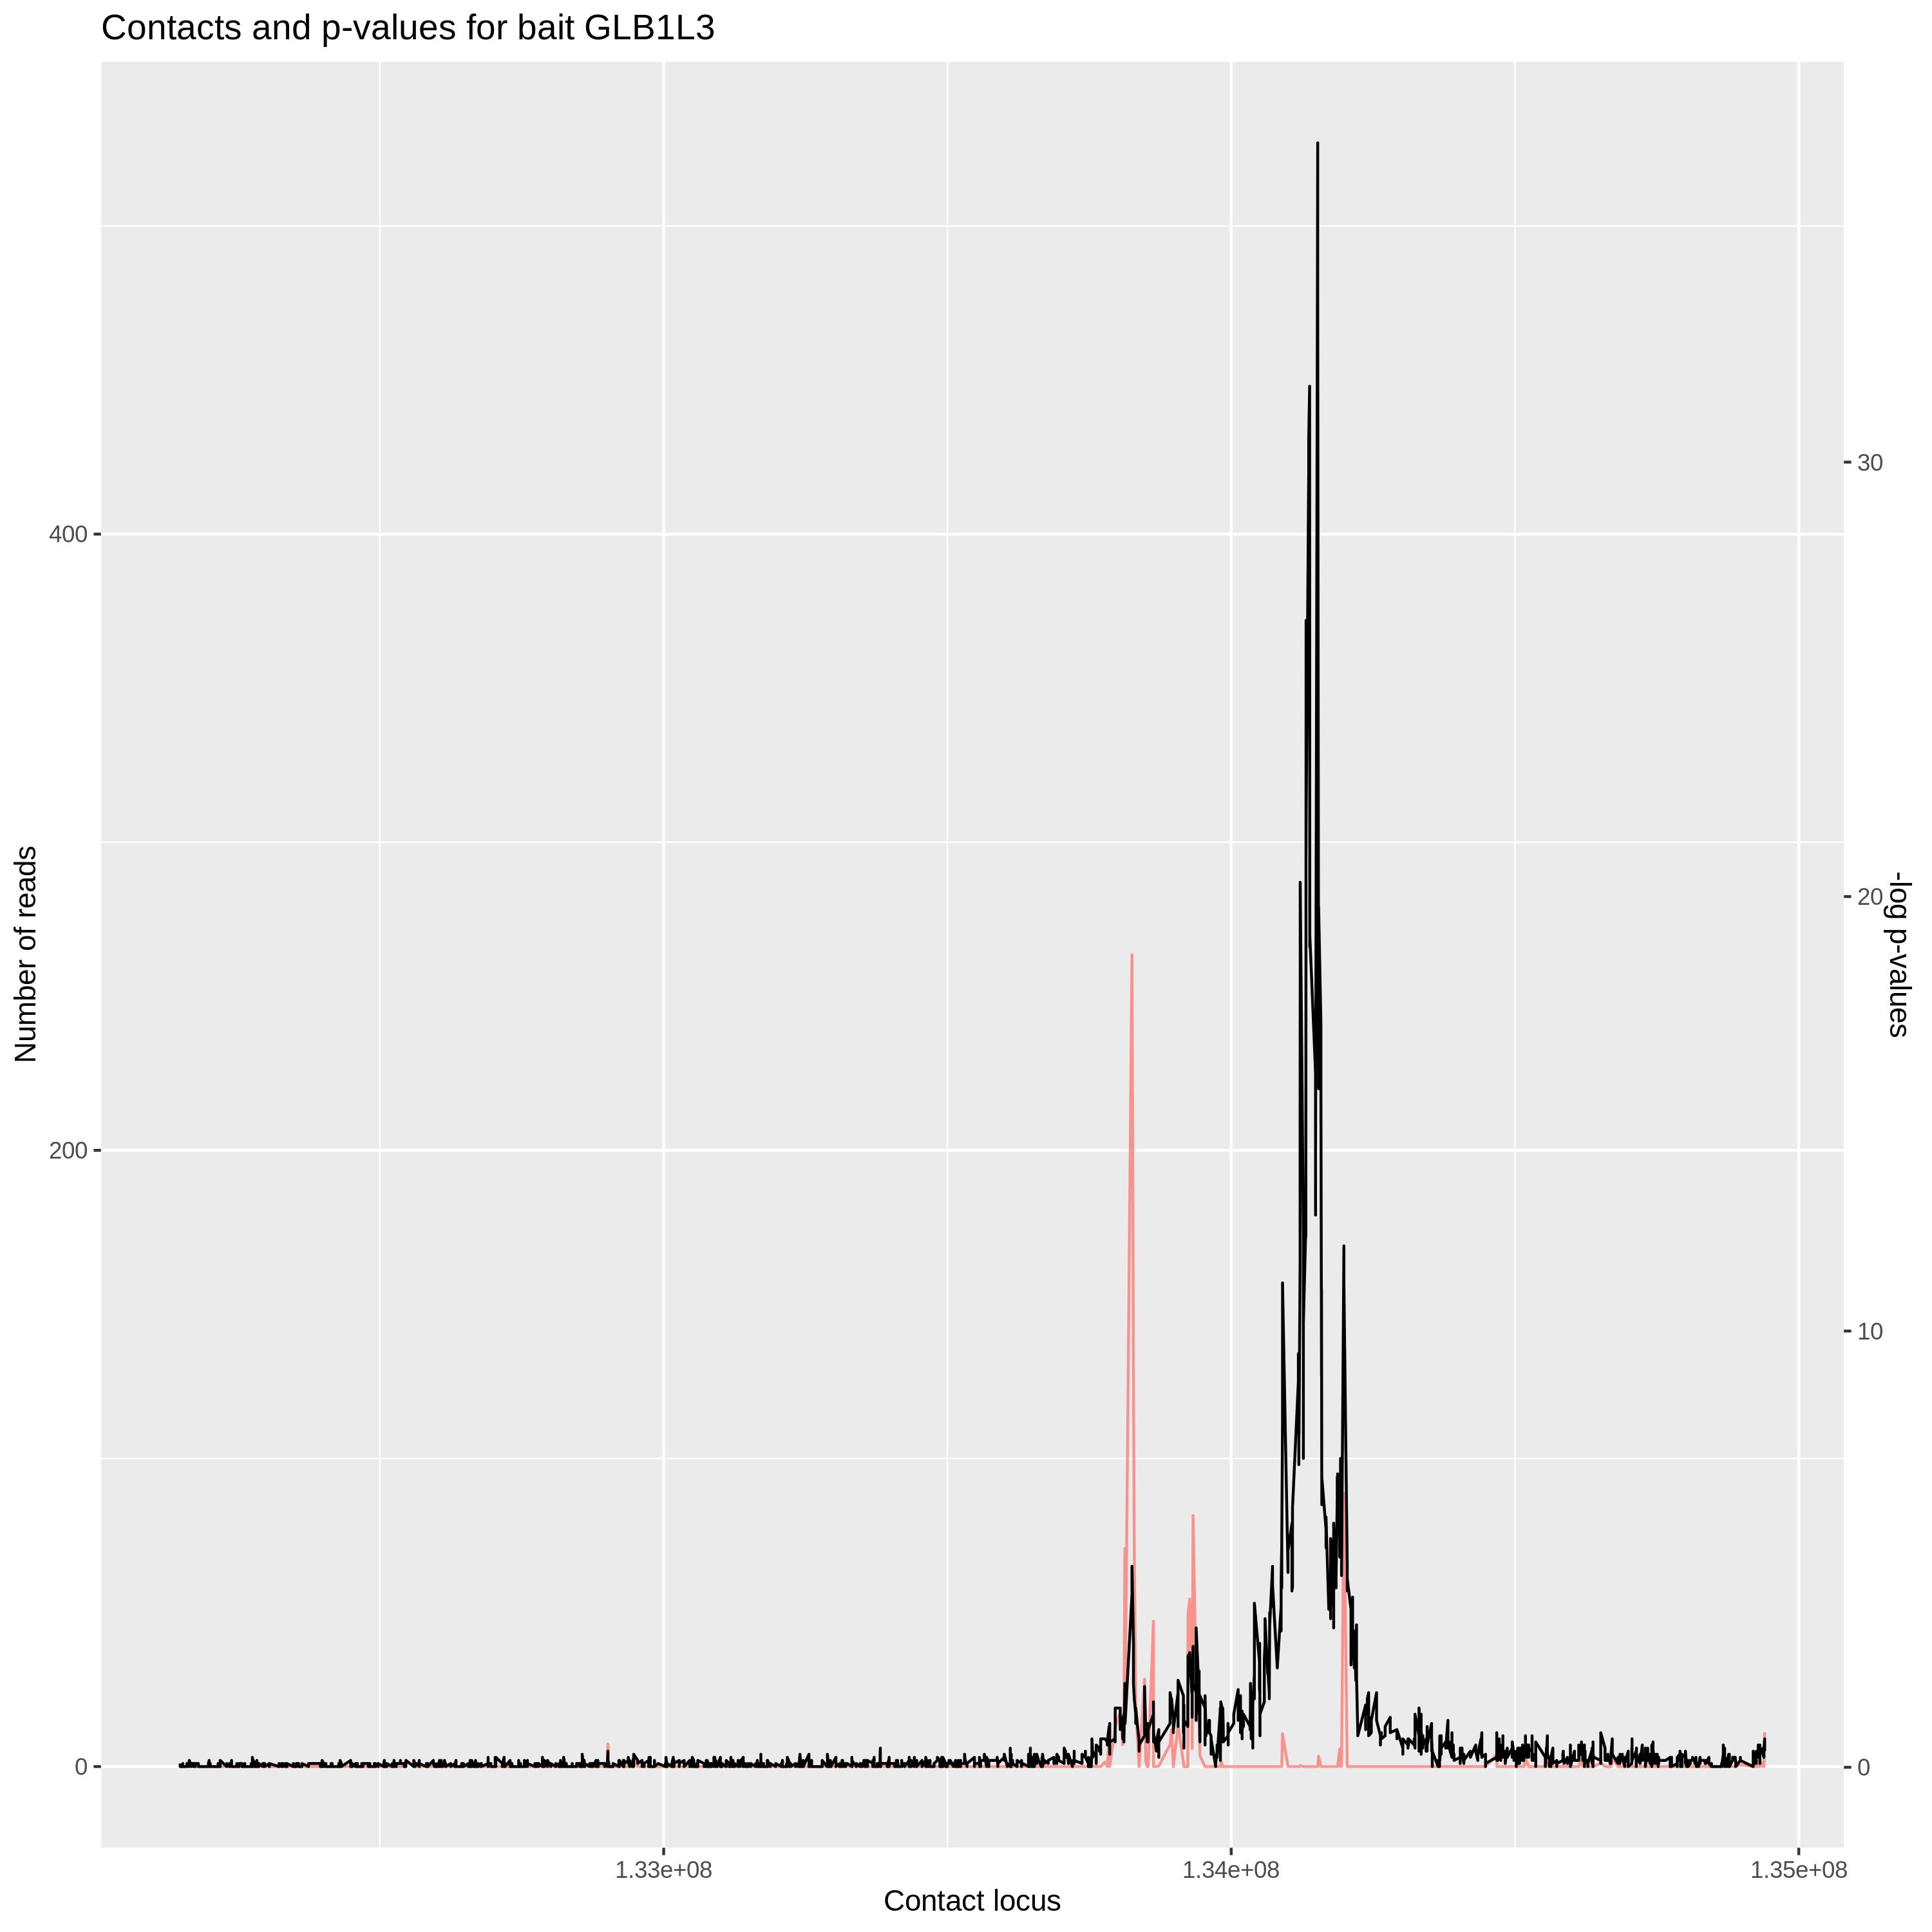 Contacts and p-values for bait GLB1L3
Number of reads
400
200
0
30
20
10
0
-log p-values
1.33e+08
1.34e+08
1.35e+08
Contact locus